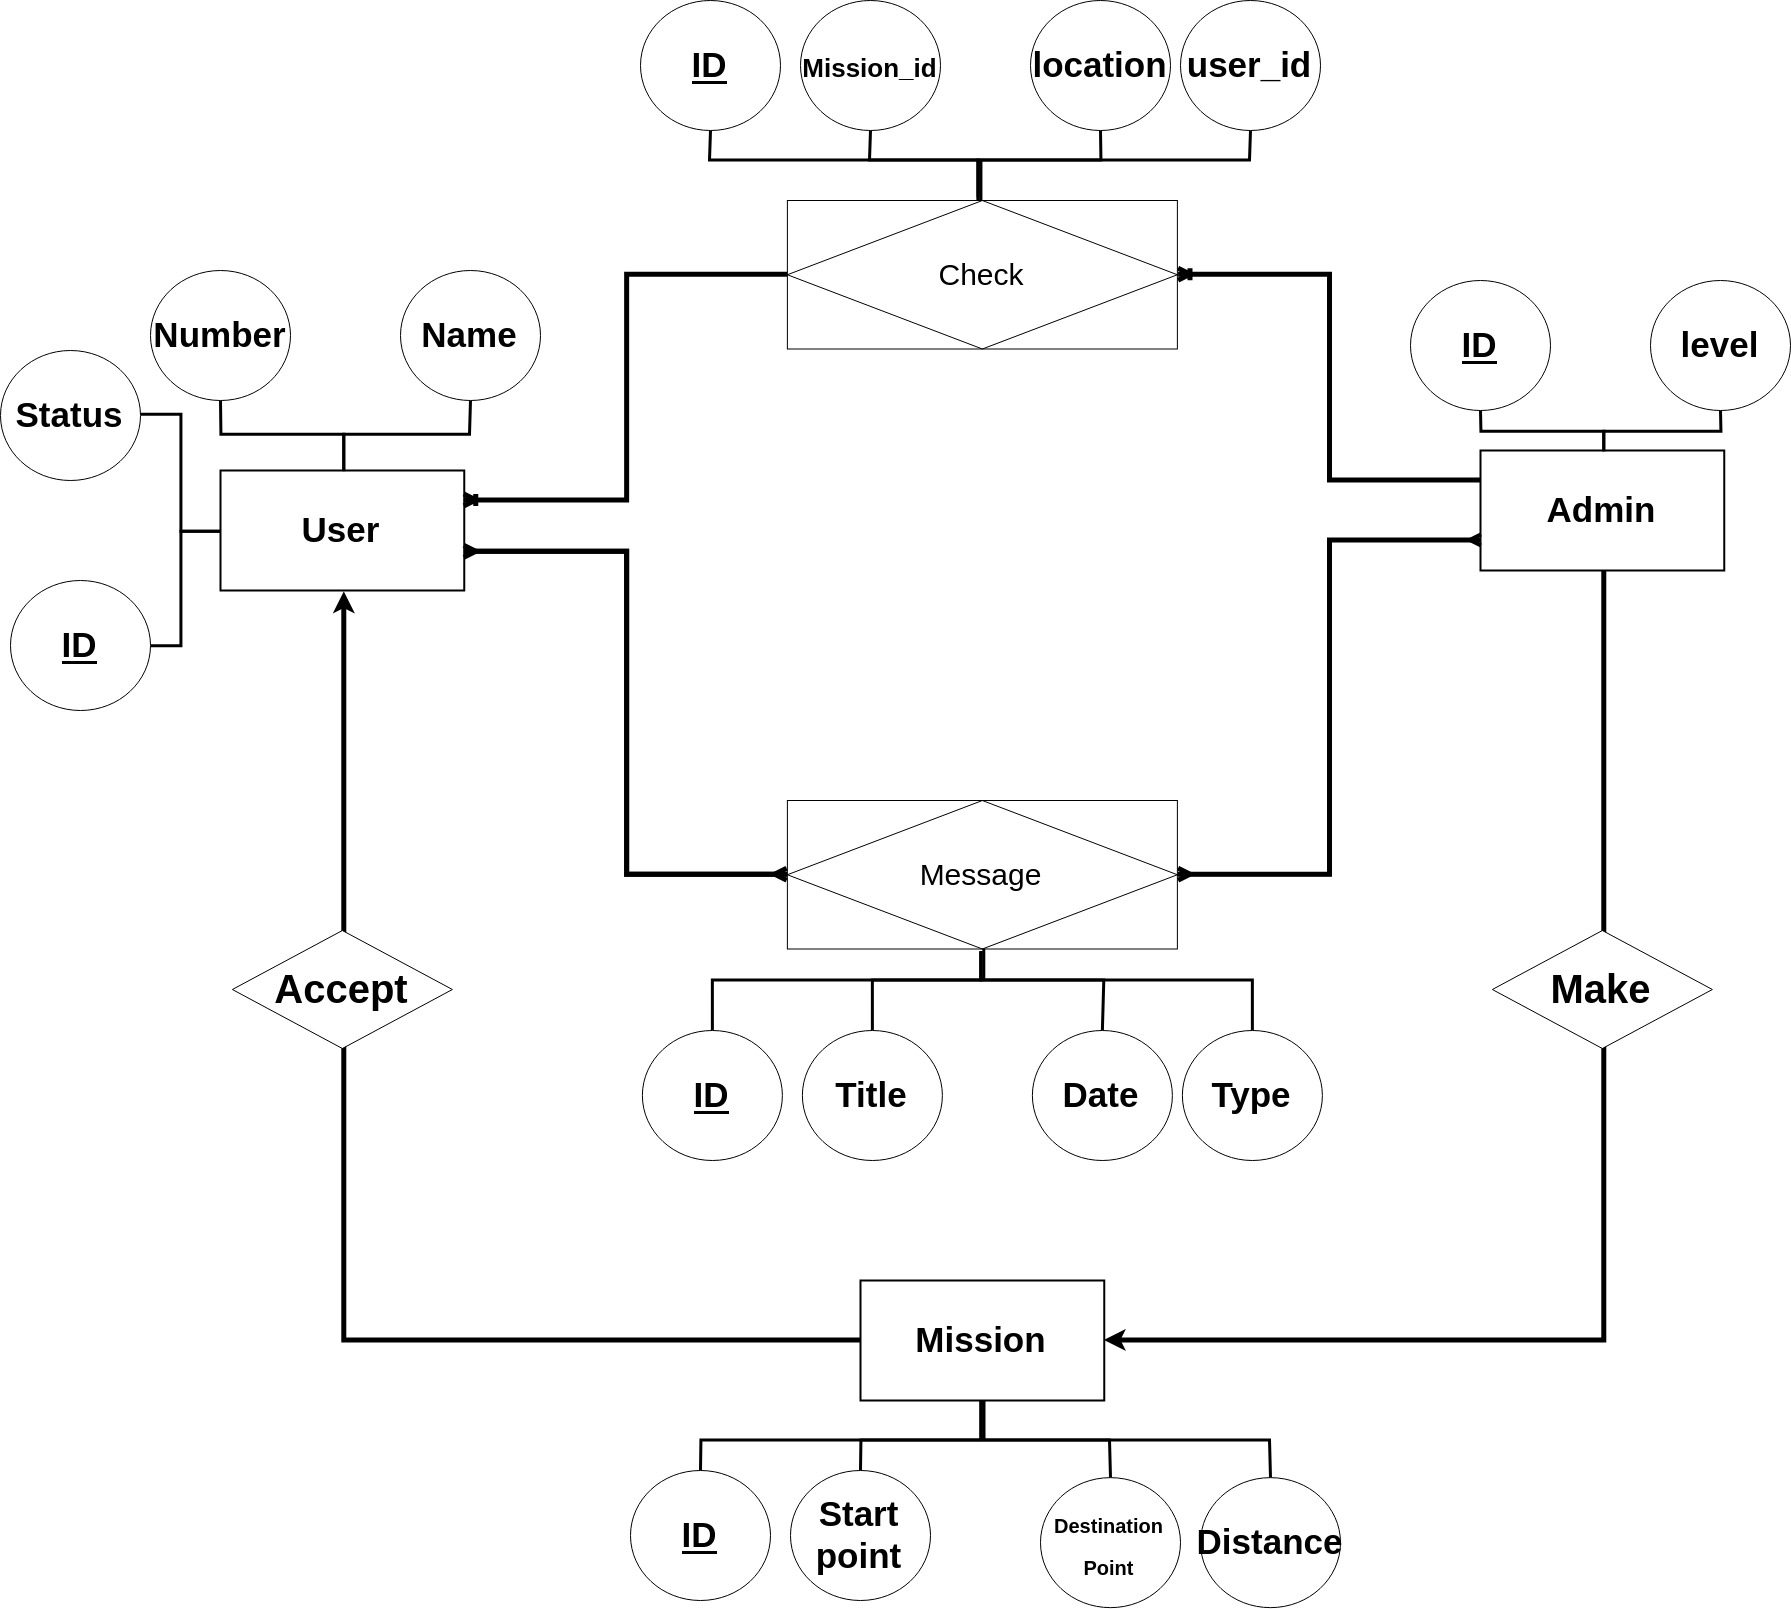 ID
Mission_id
location
user_id
Check
Number
Name
ID
level
Status
User
Admin
ID
Message
Accept
Make
ID
Title
Date
Type
Mission
ID
Start
point
Destination
Point
Distance